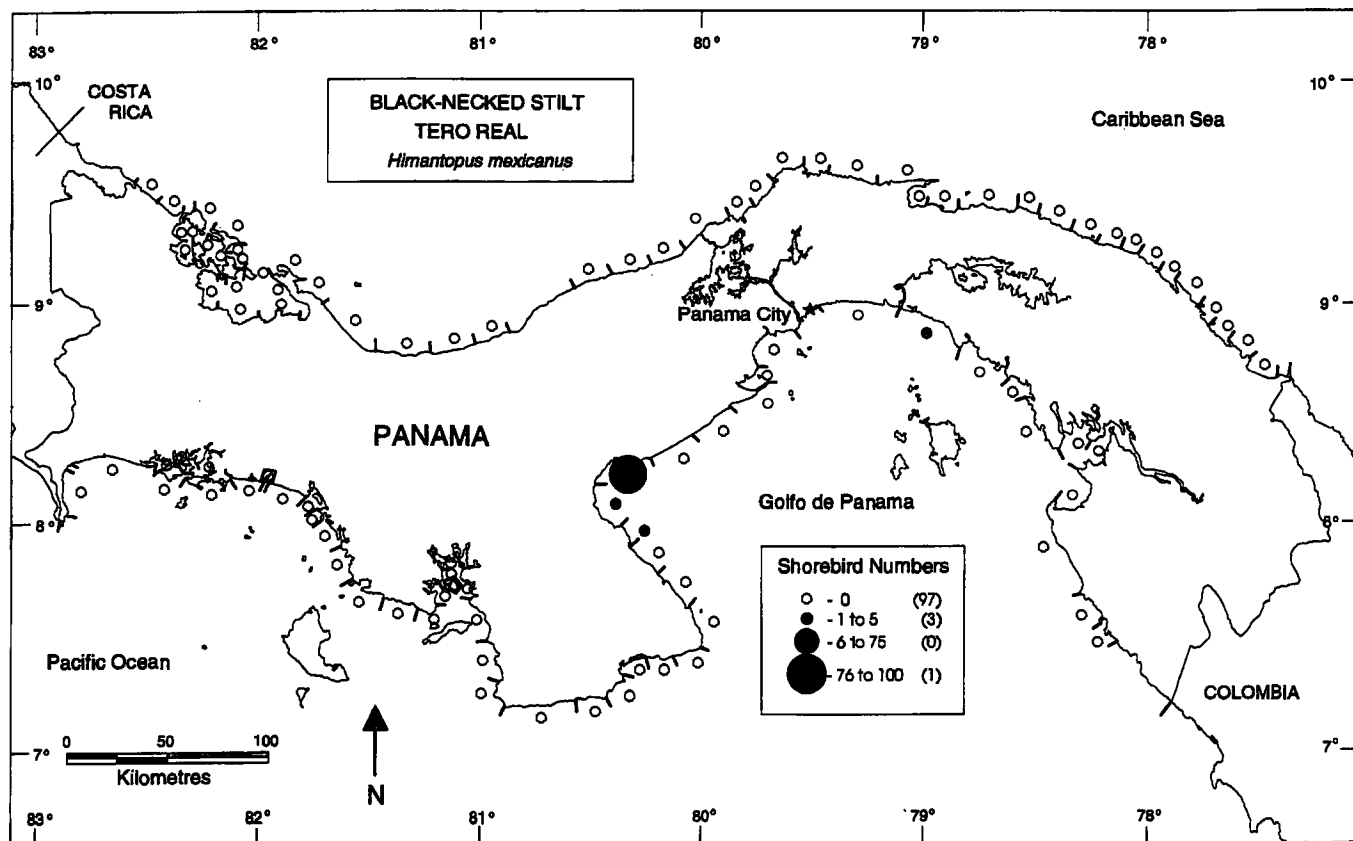 83° 82° 81° 80° 79° 78°
10° 10°
COSTA
RICA
BLACK-NECKED STILT
TERO REAL
Himantopus mexicanus
Caribbean Sea
9° 9°
Panama City
PANAMA
Golfo de Panama
8° 8°
Shorebird Numbers
- 0 (97)
- 1 to 5 (3)
- 6 to 75 (0)
- 76 to 100 (1)
Pacific Ocean
COLOMBIA
7° 7°
0 50 100
Kilometres
N
83° 82° 81° 80° 79° 78°